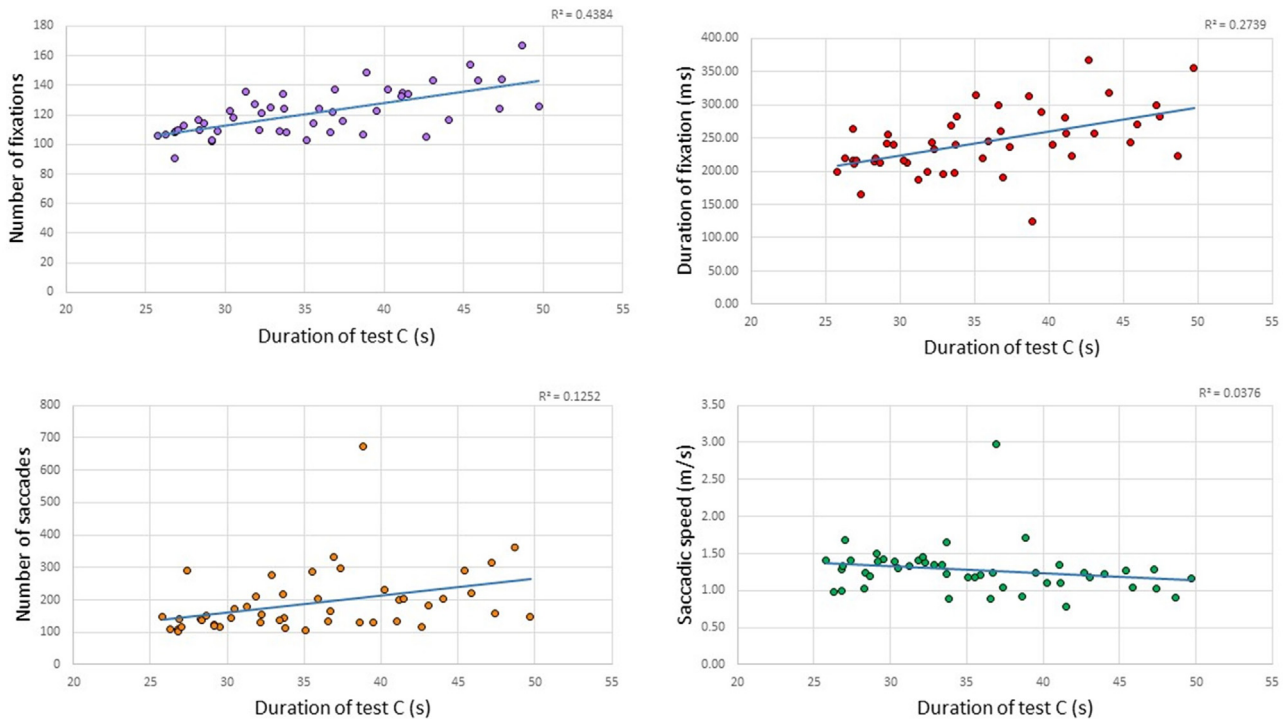 R² = 0.4384
Number of fixations
180
160
140
120
100
80
60
40
20
0
20 25 30 35 40 45 50 55
Duration of test C (s)
R² = 0.2739
Duration of fixation (ms)
400.00
350.00
300.00
250.00
200.00
150.00
100.00
50.00
0.00
20 25 30 35 40 45 50 55
Duration of test C (s)
R² = 0.1252
Number of saccades
800
700
600
500
400
300
200
100
0
20 25 30 35 40 45 50 55
Duration of test C (s)
R² = 0.0376
Saccadic speed (m/s)
3.50
3.00
2.50
2.00
1.50
1.00
0.50
0.00
20 25 30 35 40 45 50 55
Duration of test C (s)